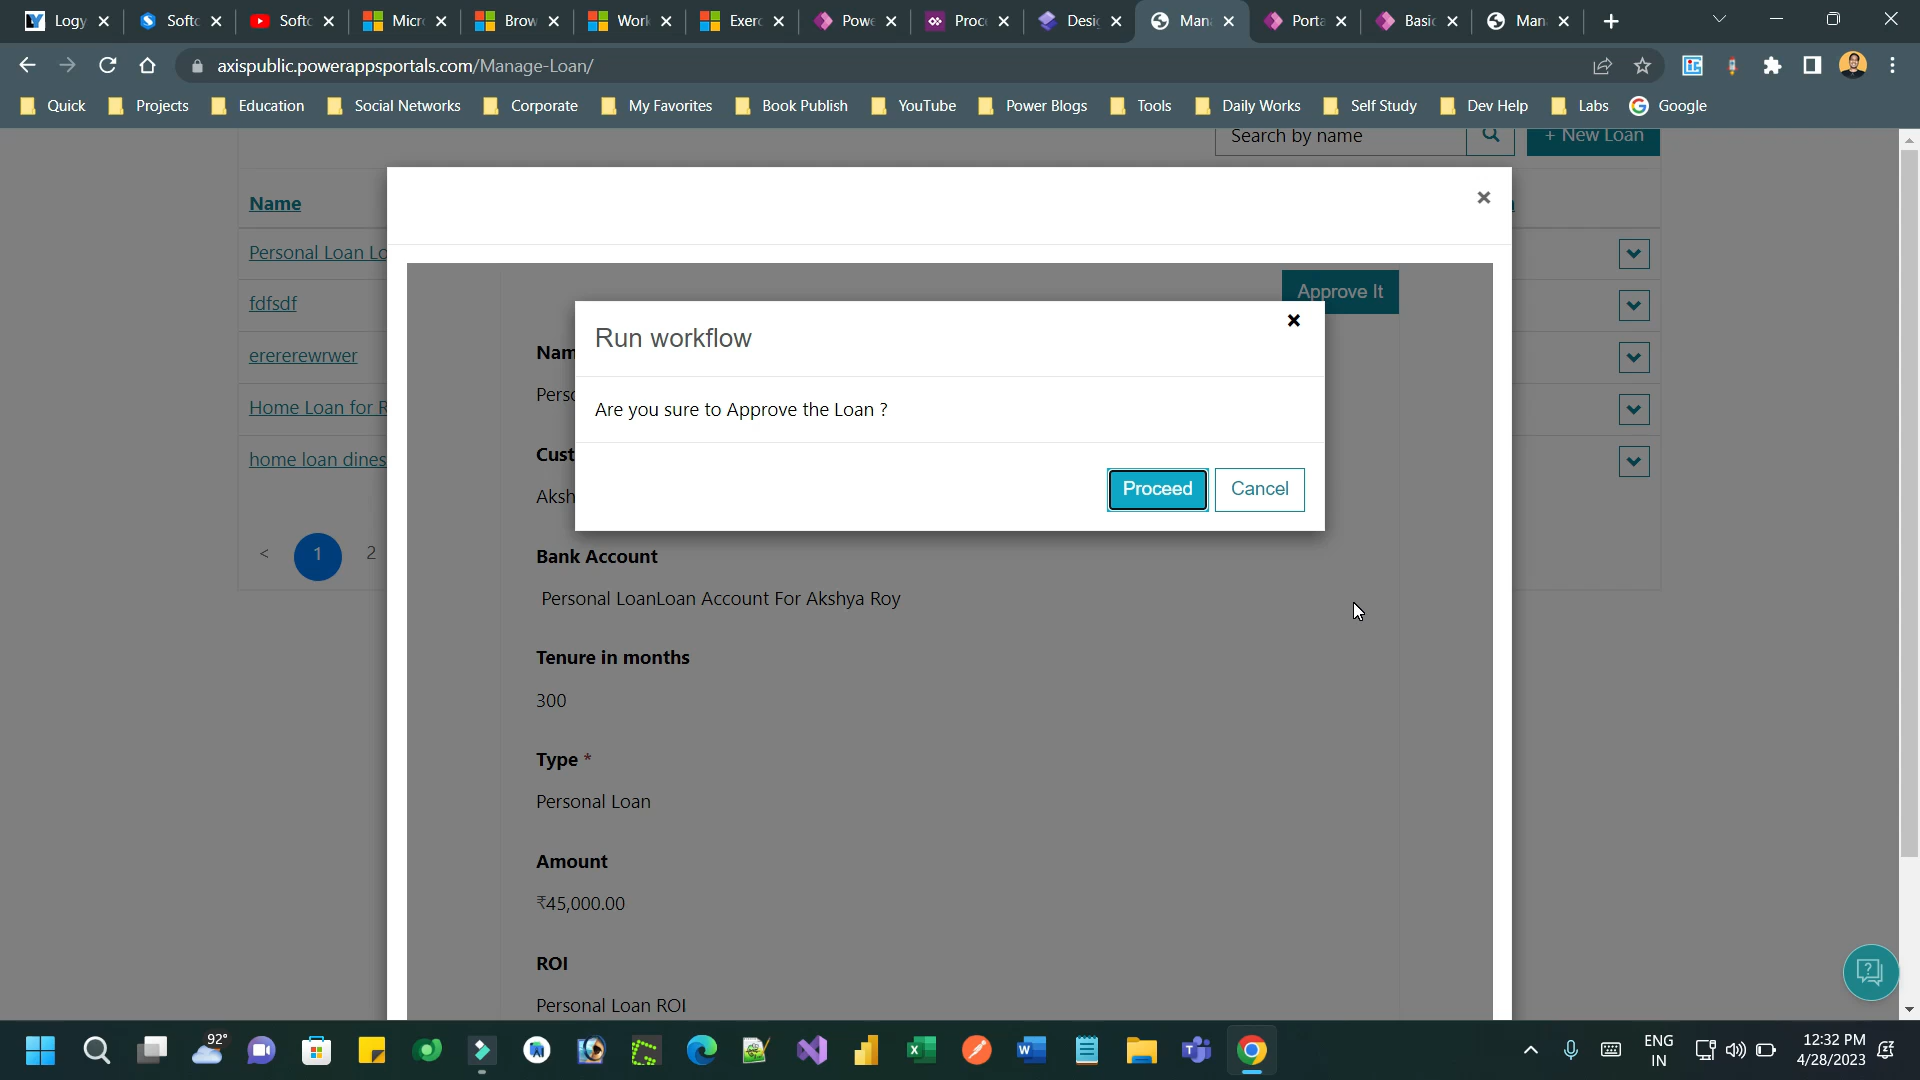 Logy
Softc
Softc
Micr
Brow
Work
Exerc
Powe
Proc
Desig
Mana
Porta
Basic
Mana
axispublic.powerappsportals.com/Manage-Loan/
Quick
Projects
Education
Social Networks
Corporate
My Favorites
Book Publish
YouTube
Power Blogs
Tools
Daily Works
Self Study
Dev Help
Labs
Google
Search by name
+ New Loan
Name
Personal Loan Lo
fdfsdf
erererewrwer
Home Loan for R
home loan dines
< 1 2
Approve It
Run workflow
Are you sure to Approve the Loan ?
Proceed
Cancel
Nam
Perso
Cust
Aksh
Bank Account
Personal LoanLoan Account For Akshya Roy
Tenure in months
300
Type *
Personal Loan
Amount
₹45,000.00
ROI
Personal Loan ROI
92°
ENG
IN
12:32 PM
4/28/2023